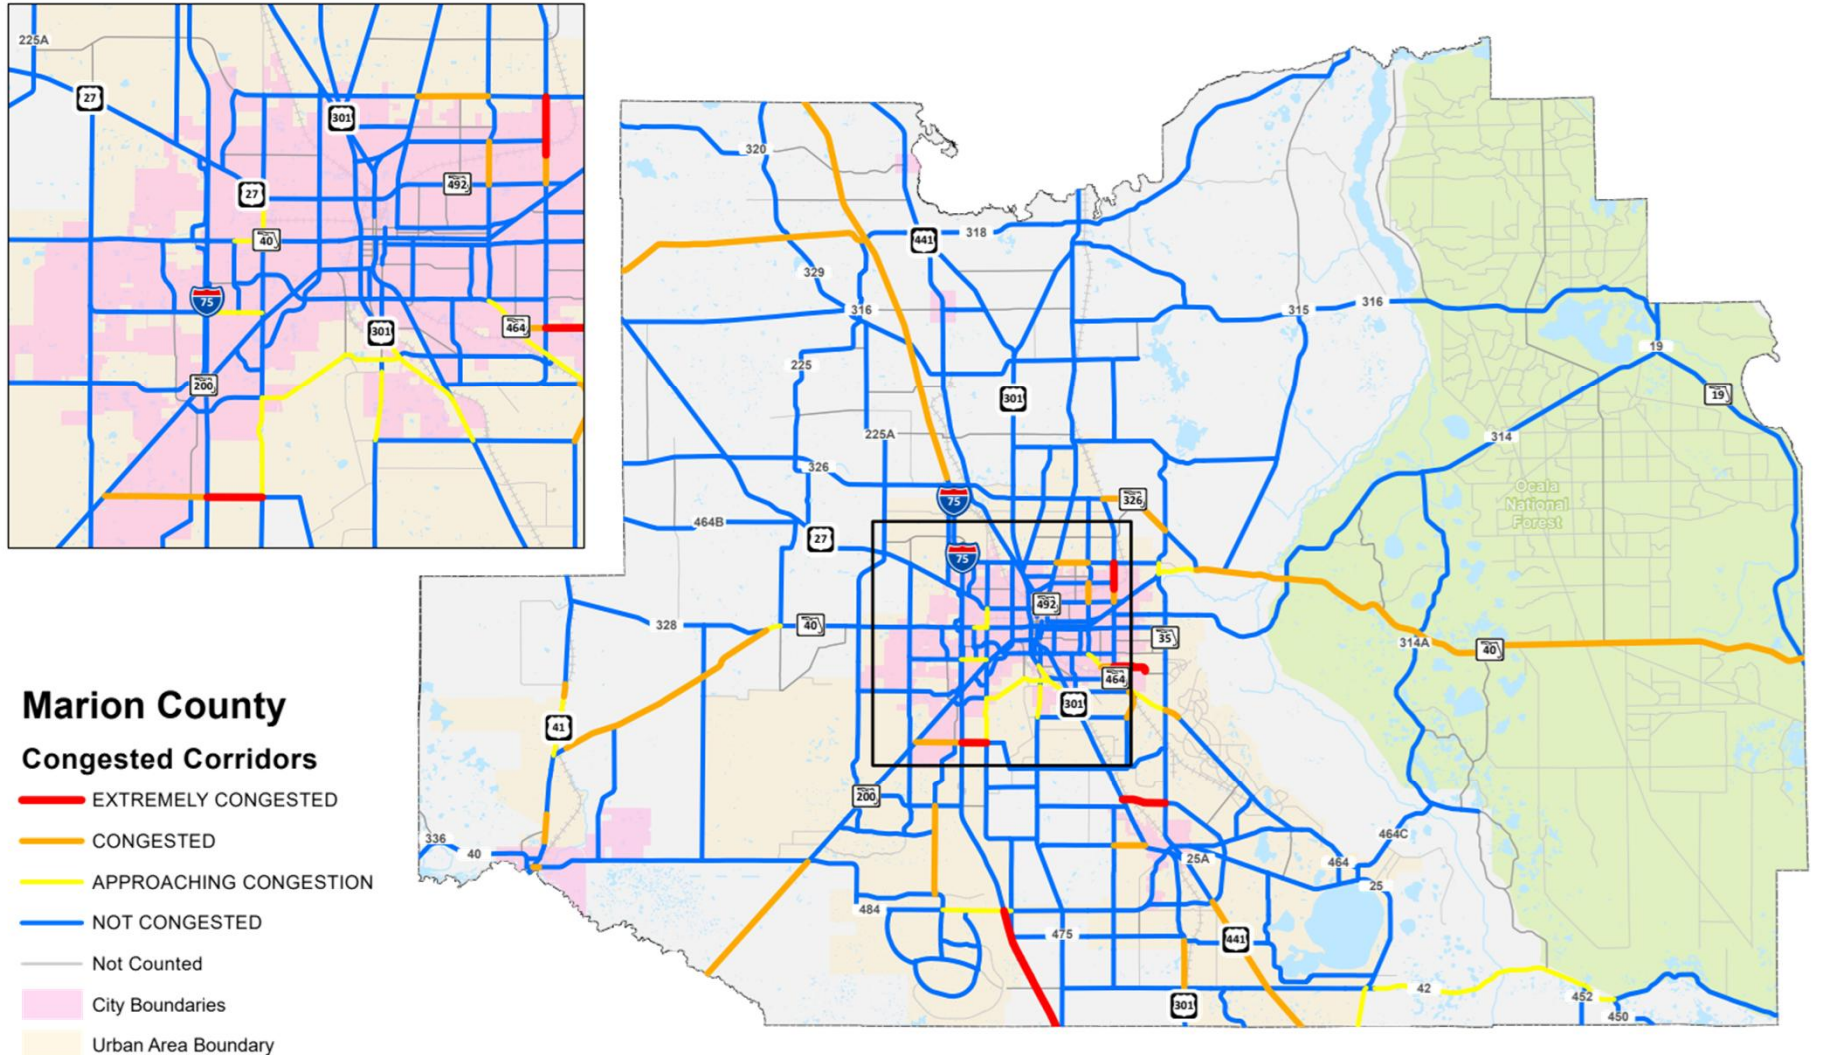 225A
27
301
27
492
40
75
464
301
200
320
441
318
329
316
315
316
19
225
19
301
225A
314
326
75
326
Ocala
National
Forest
464B
27
75
492
328
40
35
314A
40
464
301
41
200
336
40
464C
25A
464
25
484
475
441
301
42
452
450
Marion County
Congested Corridors
EXTREMELY CONGESTED
CONGESTED
APPROACHING CONGESTION
NOT CONGESTED
Not Counted
City Boundaries
Urban Area Boundary